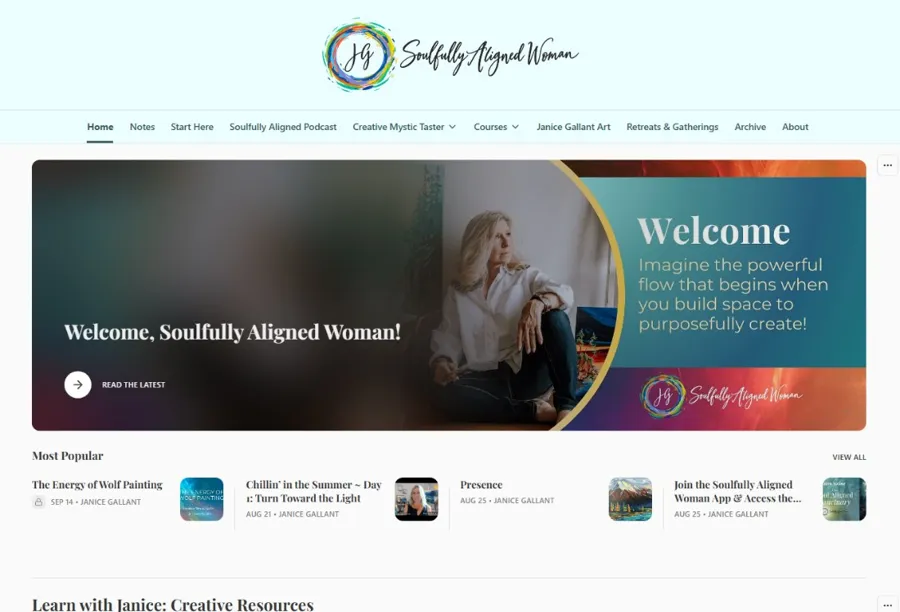 JG Soulfully Aligned Woman
Home Notes Start Here Soulfully Aligned Podcast Creative Mystic Taster Courses Janice Gallant Art Retreats & Gatherings Archive About
Welcome, Soulfully Aligned Woman!
READ THE LATEST
Welcome
Imagine the powerful
flow that begins when
you build space to
purposefully create!
JG Soulfully Aligned Woman
Most Popular
VIEW ALL
The Energy of Wolf Painting
SEP 14 • JANICE GALLANT
THE ENERGY OF
WOLF PAINTING
Chillin' in the Summer ~ Day
1: Turn Toward the Light
AUG 21 • JANICE GALLANT
Presence
AUG 25 • JANICE GALLANT
Join the Soulfully Aligned
Woman App & Access the...
AUG 25 • JANICE GALLANT
Learn with Janice: Creative Resources